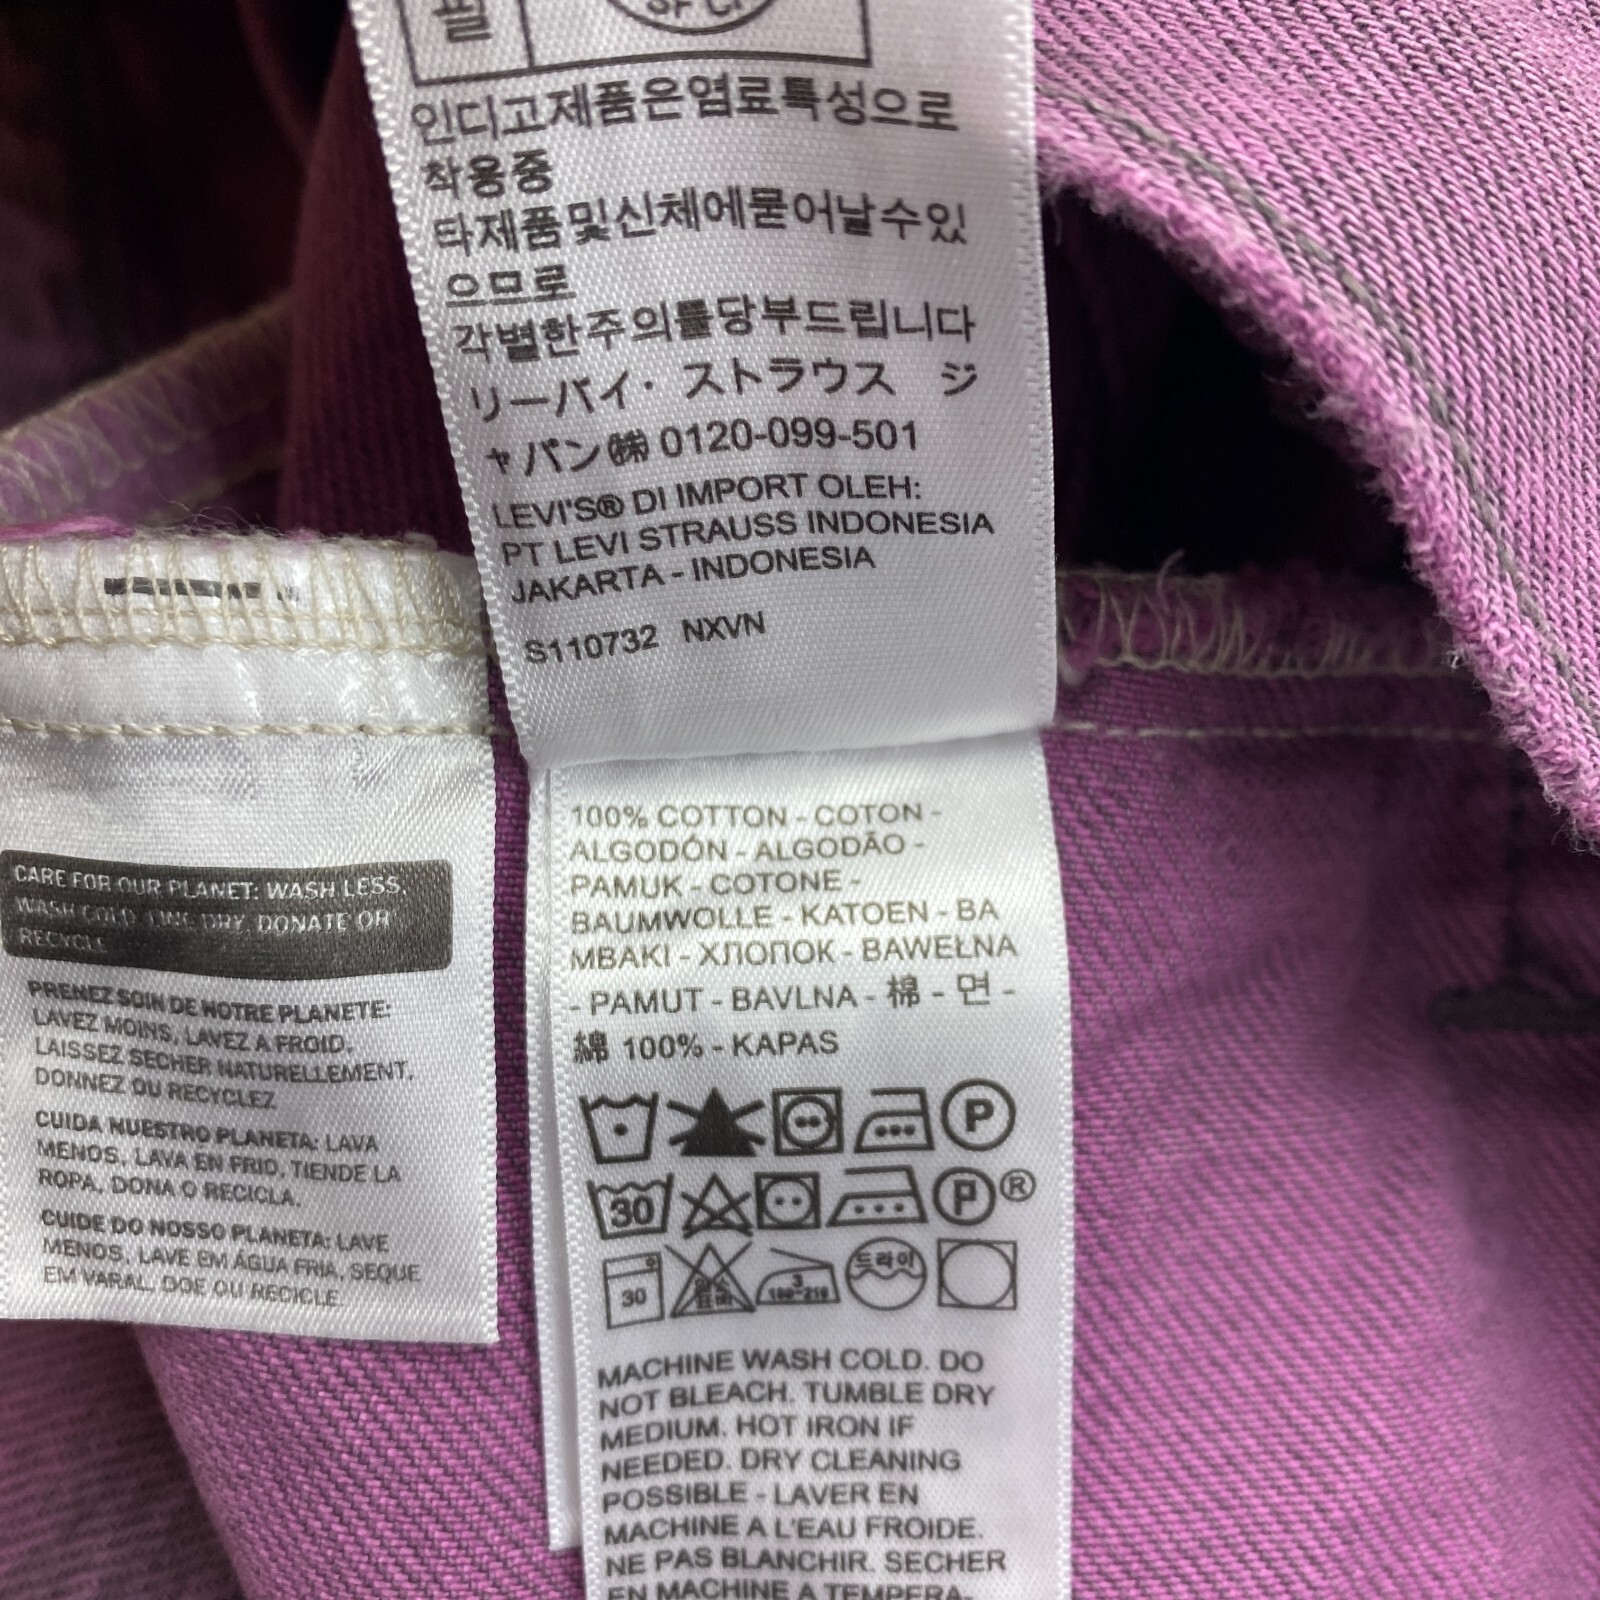 인디고제품은염료특성으로
착용중
타제품및신체에묻어날수있
으므로
각별한주의를당부드립니다
リーバイ・ストラウス ジ
ャパン㈱ 0120-099-501
LEVI'S® DI IMPORT OLEH:
PT LEVI STRAUSS INDONESIA
JAKARTA - INDONESIA
S110732 NXVN
CARE FOR OUR PLANET: WASH LESS,
WASH COLD, LINE DRY, DONATE OR
RECYCLE
PRENEZ SOIN DE NOTRE PLANETE:
LAVEZ MOINS, LAVEZ A FROID,
LAISSEZ SECHER NATURELLEMENT,
DONNEZ OU RECYCLEZ
CUIDA NUESTRO PLANETA: LAVA
MENOS, LAVA EN FRIO, TIENDE LA
ROPA, DONA O RECICLA.
CUIDE DO NOSSO PLANETA: LAVE
MENOS, LAVE EM ÁGUA FRIA, SEQUE
EM VARAL, DOE OU RECICLE.
100% COTTON - COTON -
ALGODÓN - ALGODÃO -
PAMUK - COTONE -
BAUMWOLLE - KATOEN - BA
MBAKI - ХЛОПОК - BAWEŁNA
- PAMUT - BAVLNA - 棉 - 면 -
綿 100% - KAPAS
P
30 P®
30 3 180~210 드라이
MACHINE WASH COLD. DO
NOT BLEACH. TUMBLE DRY
MEDIUM. HOT IRON IF
NEEDED. DRY CLEANING
POSSIBLE - LAVER EN
MACHINE A L'EAU FROIDE.
NE PAS BLANCHIR. SECHER
EN MACHINE A TEMPERA-